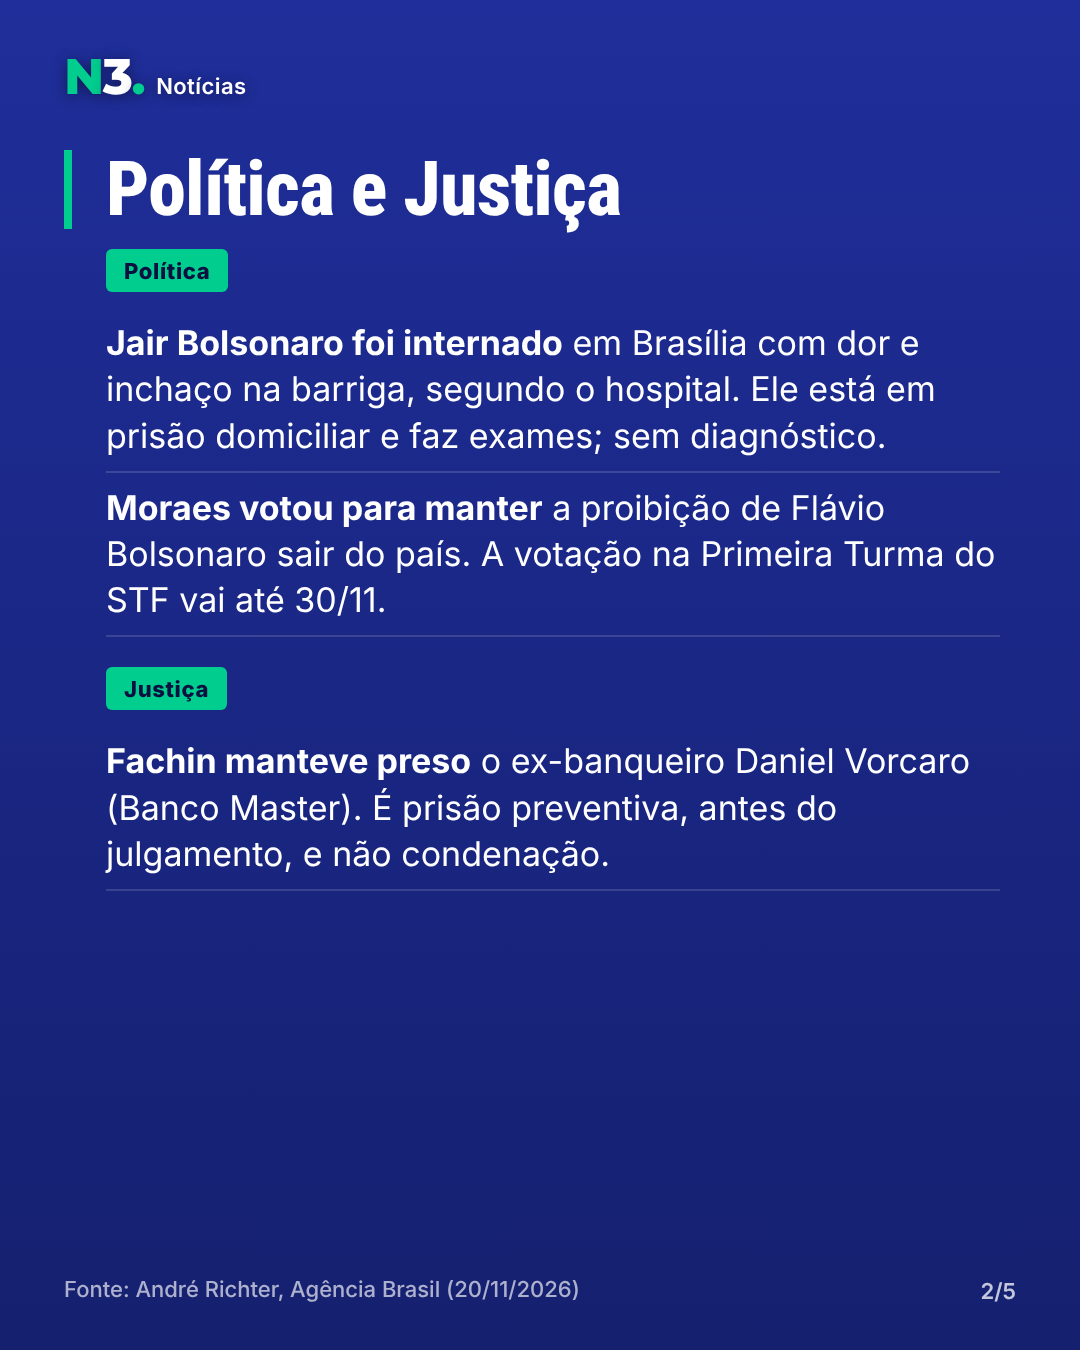 N3. Notícias
Política e Justiça
Política
Jair Bolsonaro foi internado em Brasília com dor e
inchaço na barriga, segundo o hospital. Ele está em
prisão domiciliar e faz exames; sem diagnóstico.
Moraes votou para manter a proibição de Flávio
Bolsonaro sair do país. A votação na Primeira Turma do
STF vai até 30/11.
Justiça
Fachin manteve preso o ex-banqueiro Daniel Vorcaro
(Banco Master). É prisão preventiva, antes do
julgamento, e não condenação.
Fonte: André Richter, Agência Brasil (20/11/2026)
2/5